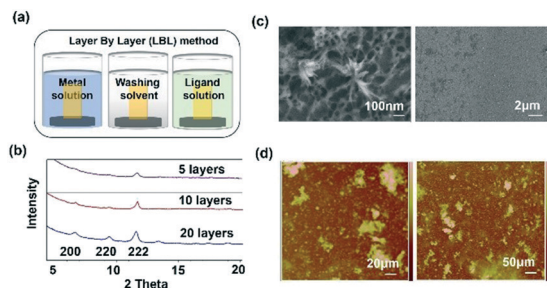 (a)
Layer By Layer (LBL) method
Metal
solution
Washing
solvent
Ligand
solution
(b)
Intensity
5 layers
10 layers
20 layers
200
220
222
5
10
15
20
2 Theta
(c)
100nm
2μm
(d)
20μm
50μm